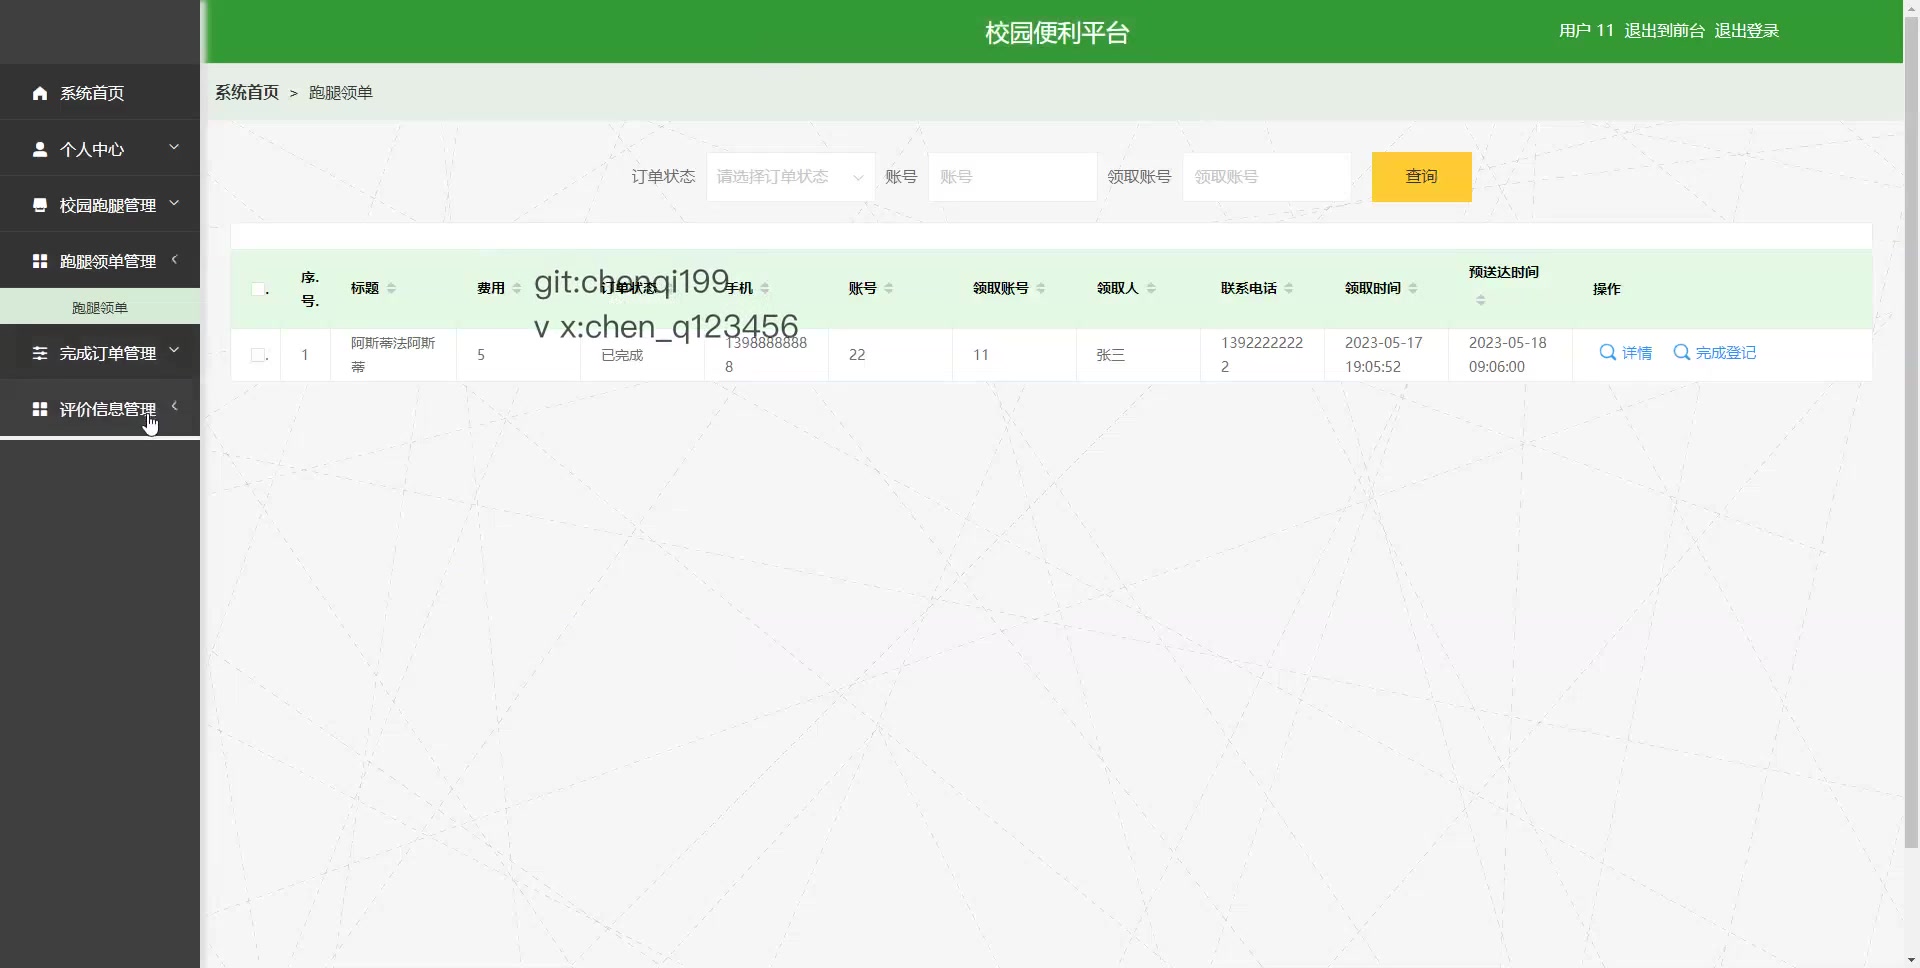 校园便利平台
用户 11 退出到前台 退出登录
系统首页
个人中心
校园跑腿管理
跑腿领单管理
跑腿领单
完成订单管理
评价信息管理
系统首页 > 跑腿领单
订单状态 请选择订单状态 账号 账号 领取账号 领取账号 查询
序.
号.
标题 费用 订单状态 手机 账号 领取账号 领取人 联系电话 领取时间 预送达时间 操作
1 阿斯蒂法阿斯
蒂
5 已完成 1398888888
8
22 11 张三 1392222222
2
2023-05-17
19:05:52
2023-05-18
09:06:00
详情 完成登记
git:chenqi199
v x:chen_q123456